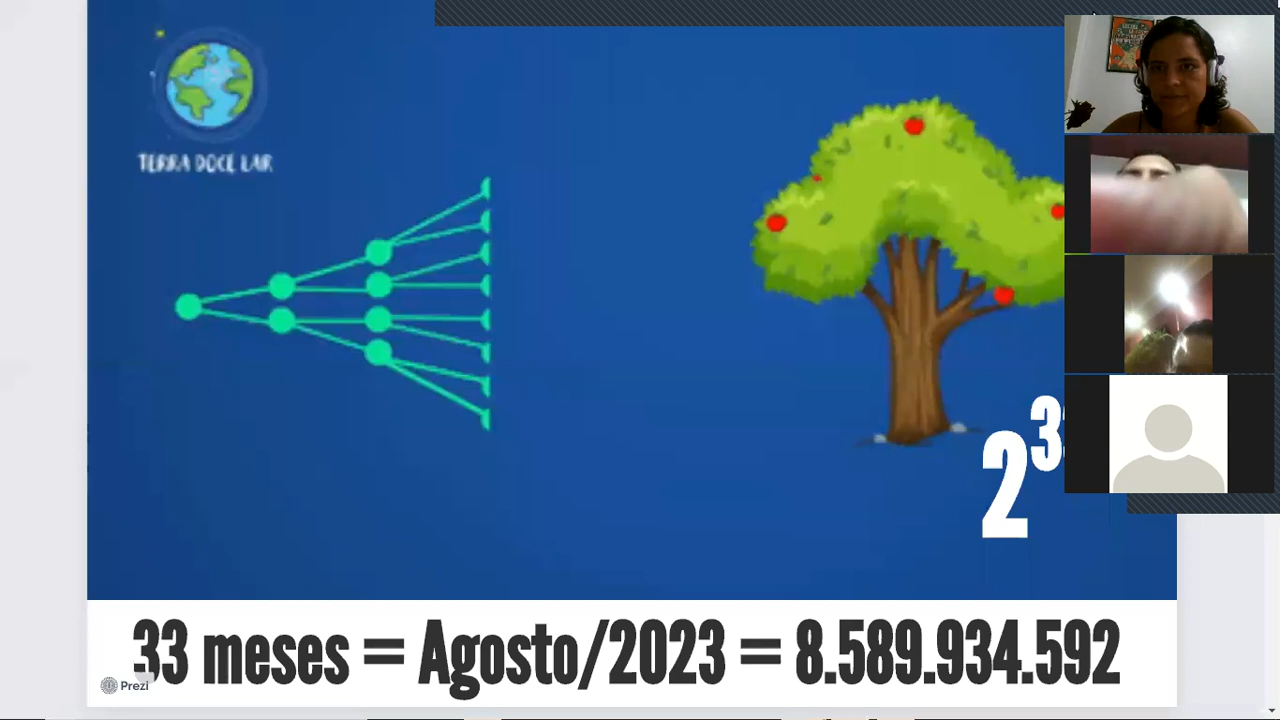 TERRA DOCE LAR
2³
33 meses = Agosto/2023 = 8.589.934.592
Prezi